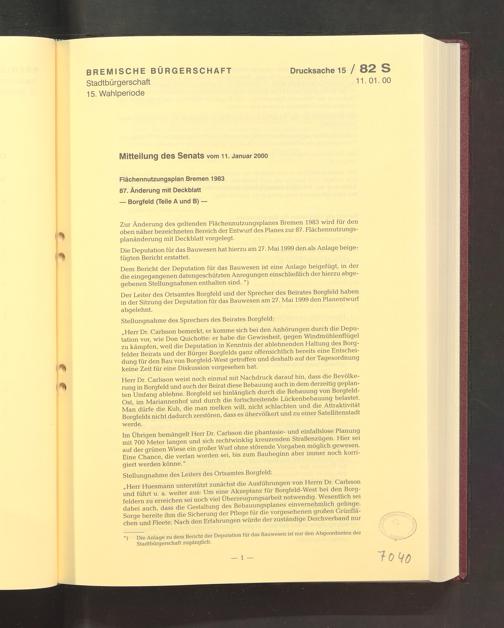 BREMISCHE BÜRGERSCHAFT
Stadtbürgerschaft
15. Wahlperiode
Drucksache 15 / 82 S
11. 01. 00
Mitteilung des Senats vom 11. Januar 2000
Flächennutzungsplan Bremen 1983
87. Änderung mit Deckblatt
— Borgfeld (Teile A und B) —
Zur Änderung des geltenden Flächennutzungsplanes Bremen 1983 wird für den
oben näher bezeichneten Bereich der Entwurf des Planes zur 87. Flächennutzungs-
planänderung mit Deckblatt vorgelegt.
Die Deputation für das Bauwesen hat hierzu am 27. Mai 1999 den als Anlage beige-
fügten Bericht erstattet.
Dem Bericht der Deputation für das Bauwesen ist eine Anlage beigefügt, in der
die eingegangenen datengeschützten Anregungen einschließlich der hierzu abge-
gebenen Stellungnahmen enthalten sind. *)
Der Leiter des Ortsamtes Borgfeld und der Sprecher des Beirates Borgfeld haben
in der Sitzung der Deputation für das Bauwesen am 27. Mai 1999 den Planentwurf
abgelehnt.
Stellungnahme des Sprechers des Beirates Borgfeld:
„Herr Dr. Carlsson bemerkt, er komme sich bei den Anhörungen durch die Depu-
tation vor, wie Don Quichotte: er habe die Gewissheit, gegen Windmühlenflügel
zu kämpfen, weil die Deputation in Kenntnis der ablehnenden Haltung des Borg-
felder Beirats und der Bürger Borgfelds ganz offensichtlich bereits eine Entschei-
dung für den Bau von Borgfeld-West getroffen und deshalb auf der Tagesordnung
keine Zeit für eine Diskussion vorgesehen hat.
Herr Dr. Carlsson weist noch einmal mit Nachdruck darauf hin, dass die Bevölke-
rung in Borgfeld und auch der Beirat diese Bebauung auch in dem derzeitig geplan-
ten Umfang ablehne. Borgfeld sei hinlänglich durch die Bebauung von Borgfeld-
Ost, im Mariannenhof und durch die fortschreitende Lückenbebauung belastet.
Man dürfe die Kuh, die man melken will, nicht schlachten und die Attraktivität
Borgfelds nicht dadurch zerstören, dass es übervölkert und zu einer Satellitenstadt
werde.
Im Übrigen bemängelt Herr Dr. Carlsson die phantasie- und einfallslose Planung
mit 700 Meter langen und sich rechtwinklig kreuzenden Straßenzügen. Hier sei
auf der grünen Wiese ein großer Wurf ohne störende Vorgaben möglich gewesen.
Eine Chance, die vertan worden sei, bis zum Baubeginn aber immer noch korri-
giert werden könne.“
Stellungnahme des Leiters des Ortsamtes Borgfeld:
„Herr Huesmann unterstützt zunächst die Ausführungen von Herrn Dr. Carlsson
und führt u. a. weiter aus: Um eine Akzeptanz für Borgfeld-West bei den Borg-
feldern zu erreichen sei noch viel Überzeugungsarbeit notwendig. Wesentlich sei
dabei auch, dass die Gestaltung des Bebauungsplanes einvernehmlich gelinge.
Sorge bereite ihm die Sicherung der Pflege für die vorgesehenen großen Grünflä-
chen und Fleete. Nach den Erfahrungen würde der zuständige Deichverband nur
*) Die Anlage zu dem Bericht der Deputation für das Bauwesen ist nur den Abgeordneten der
Stadtbürgerschaft zugänglich.
— 1 —
7040